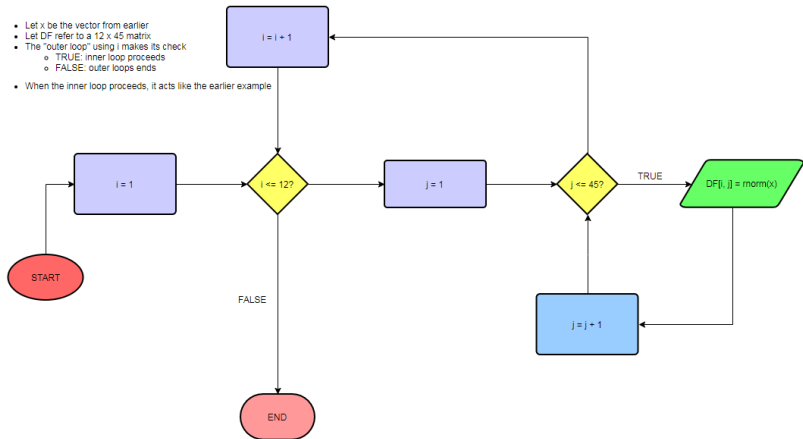 Let x be the vector from earlier
Let DF refer to a 12 x 45 matrix
The "outer loop" using i makes its check
TRUE: inner loop proceeds
FALSE: outer loops ends
When the inner loop proceeds, it acts like the earlier example
i = i + 1
i = 1
i <= 12?
j = 1
j <= 45?
TRUE
DF[i, j] = rnorm(x)
START
FALSE
j = j + 1
END